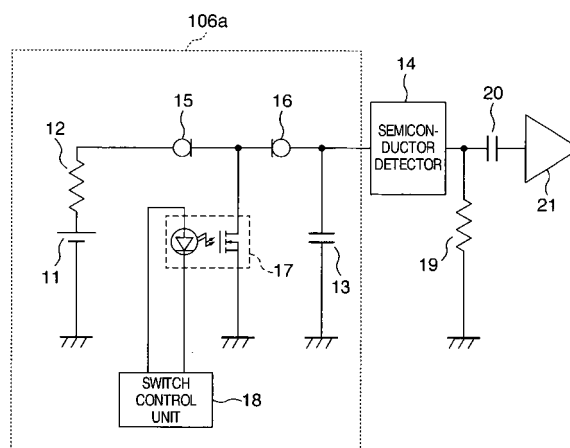 106a
14
15
16
20
12
SEMICON-
DUCTOR
DETECTOR
21
11
17
13
19
SWITCH
CONTROL
UNIT
18